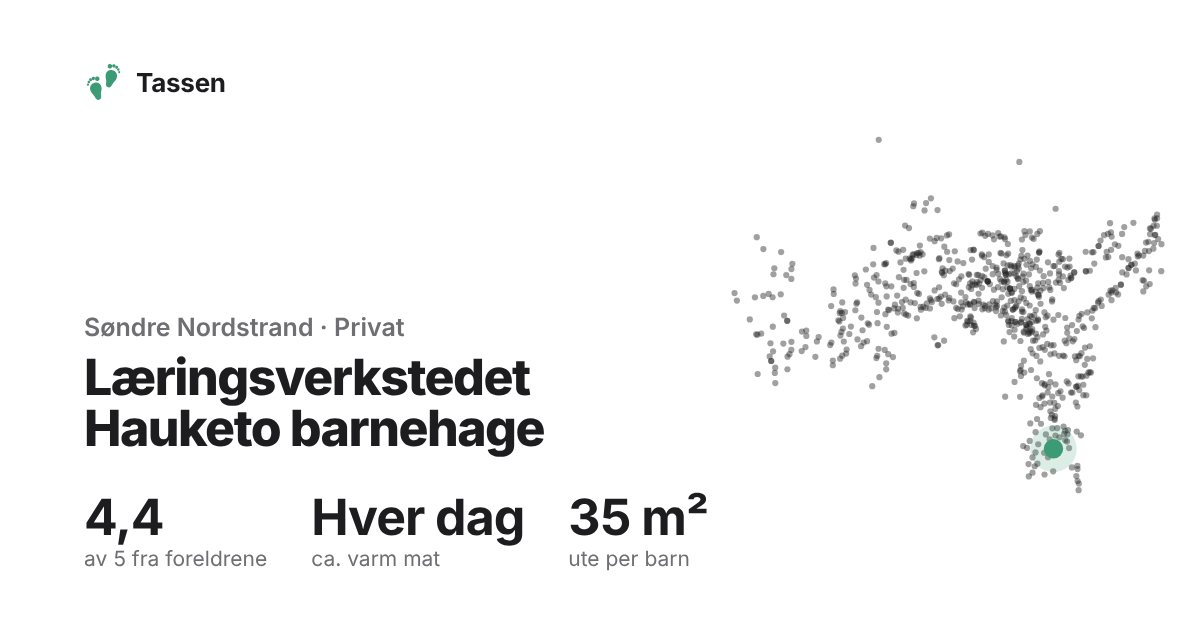 Tassen
Søndre Nordstrand · Privat
Læringsverkstedet
Hauketo barnehage
4,4
av 5 fra foreldrene
Hver dag
ca. varm mat
35 m²
ute per barn